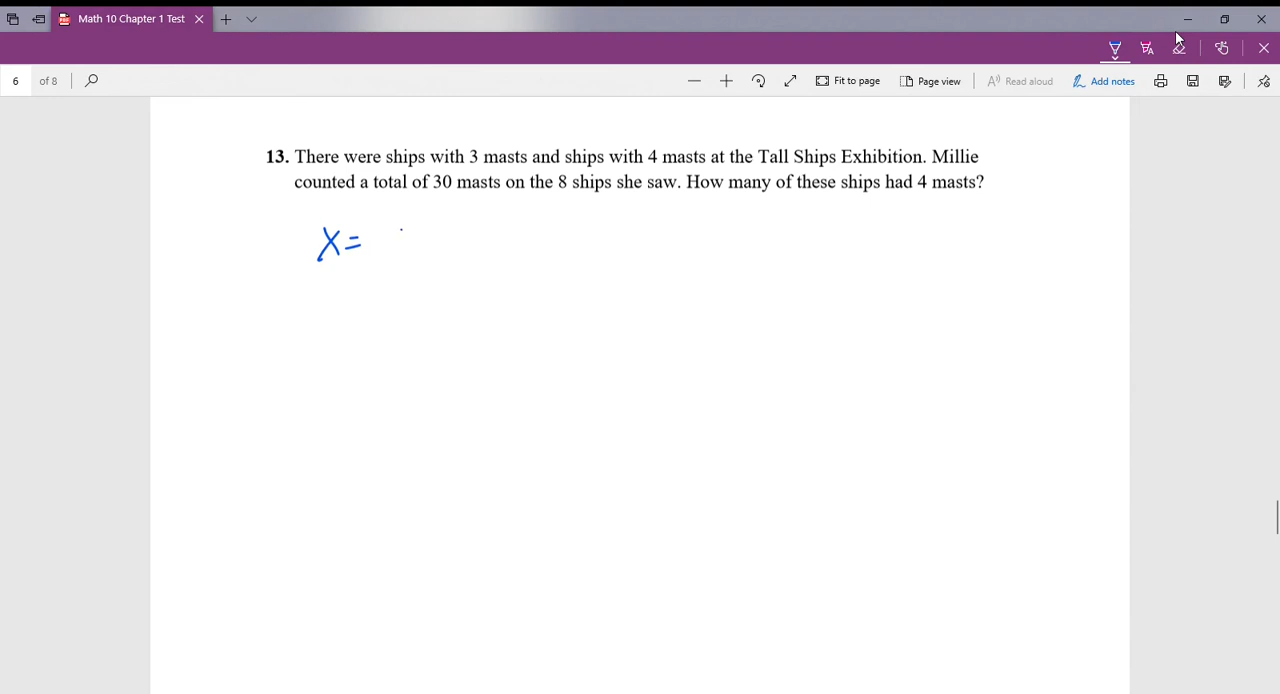 Math 10 Chapter 1 Test
6 of 8
Fit to page
Page view
Read aloud
Add notes
13. There were ships with 3 masts and ships with 4 masts at the Tall Ships Exhibition. Millie
counted a total of 30 masts on the 8 ships she saw. How many of these ships had 4 masts?
x=